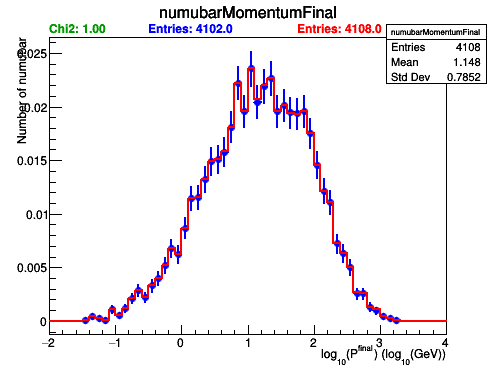 numubarMomentumFinal
Chi2: 1.00 Entries: 4102.0 Entries: 4108.0
numubarMomentumFinal
Entries 4108
Mean 1.148
Std Dev 0.7852
Number of numubar
0.025
0.02
0.015
0.01
0.005
0
−2 −1 0 1 2 3 4
log10(P^final) (log10(GeV))